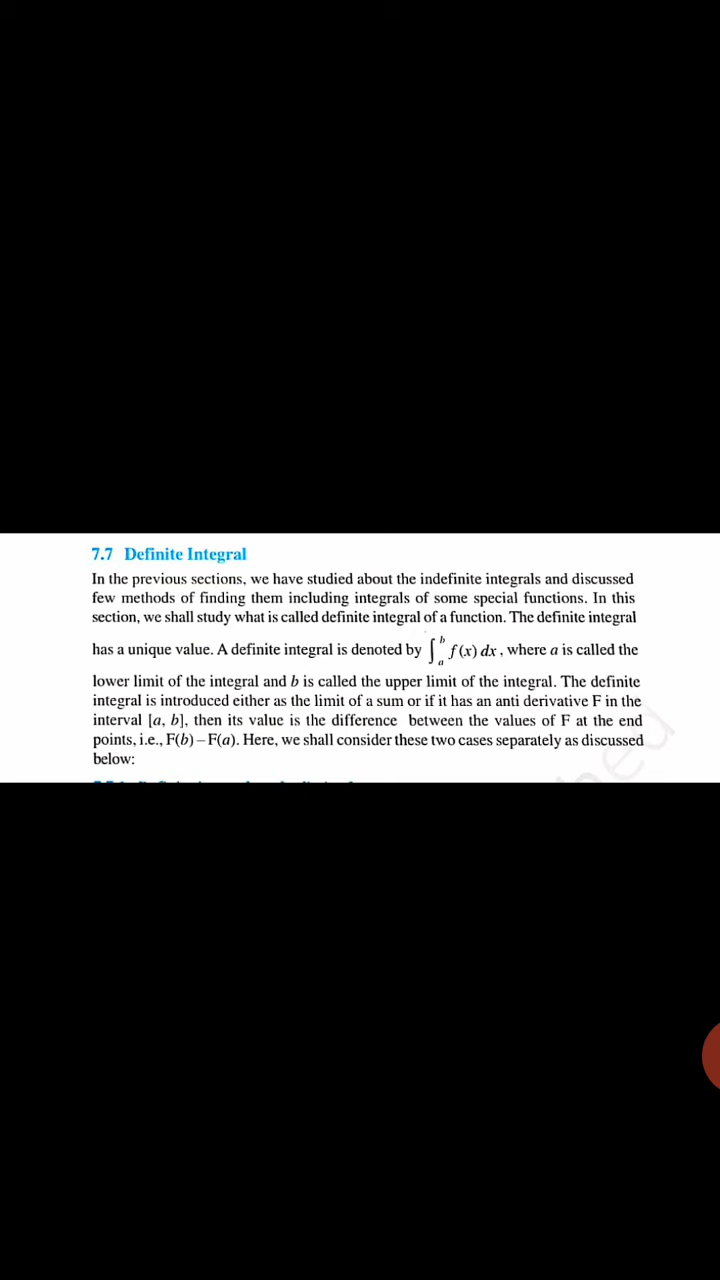 7.7 Definite Integral
In the previous sections, we have studied about the indefinite integrals and discussed
few methods of finding them including integrals of some special functions. In this
section, we shall study what is called definite integral of a function. The definite integral
has a unique value. A definite integral is denoted by ∫ₐᵇ f(x) dx, where a is called the
lower limit of the integral and b is called the upper limit of the integral. The definite
integral is introduced either as the limit of a sum or if it has an anti derivative F in the
interval [a, b], then its value is the difference between the values of F at the end
points, i.e., F(b) – F(a). Here, we shall consider these two cases separately as discussed
below: